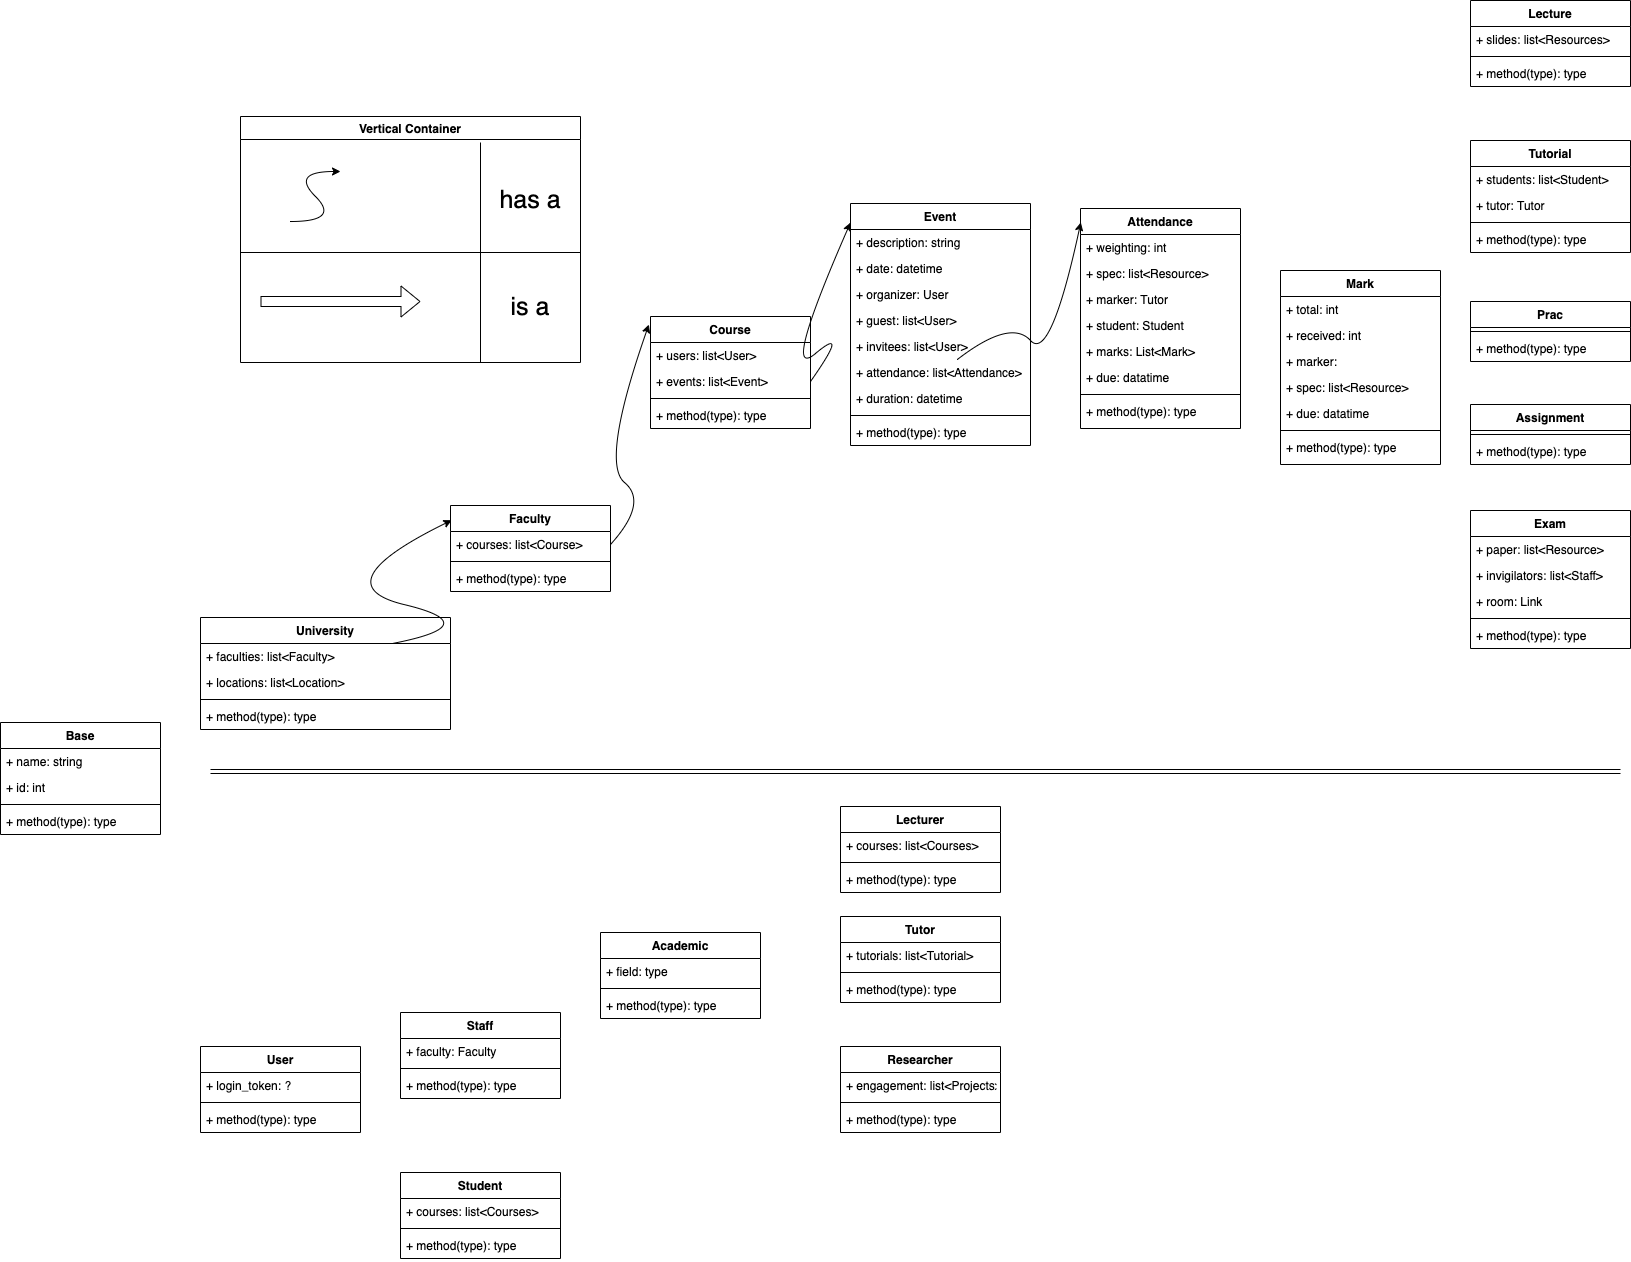 Lecture
+ slides: list<Resources>
+ method(type): type
Vertical Container
has a
is a
Tutorial
+ students: list<Student>
+ tutor: Tutor
+ method(type): type
Event
+ description: string
+ date: datetime
+ organizer: User
+ guest: list<User>
+ invitees: list<User>
+ attendance: list<Attendance>
+ duration: datetime
+ method(type): type
Attendance
+ weighting: int
+ spec: list<Resource>
+ marker: Tutor
+ student: Student
+ marks: List<Mark>
+ due: datatime
+ method(type): type
Mark
+ total: int
+ received: int
+ marker:
+ spec: list<Resource>
+ due: datatime
+ method(type): type
Prac
+ method(type): type
Course
+ users: list<User>
+ events: list<Event>
+ method(type): type
Assignment
+ method(type): type
Faculty
+ courses: list<Course>
+ method(type): type
Exam
+ paper: list<Resource>
+ invigilators: list<Staff>
+ room: Link
+ method(type): type
University
+ faculties: list<Faculty>
+ locations: list<Location>
+ method(type): type
Base
+ name: string
+ id: int
+ method(type): type
Lecturer
+ courses: list<Courses>
+ method(type): type
Tutor
+ tutorials: list<Tutorial>
+ method(type): type
Academic
+ field: type
+ method(type): type
Staff
+ faculty: Faculty
+ method(type): type
User
+ login_token: ?
+ method(type): type
Researcher
+ engagement: list<Projects:
+ method(type): type
Student
+ courses: list<Courses>
+ method(type): type